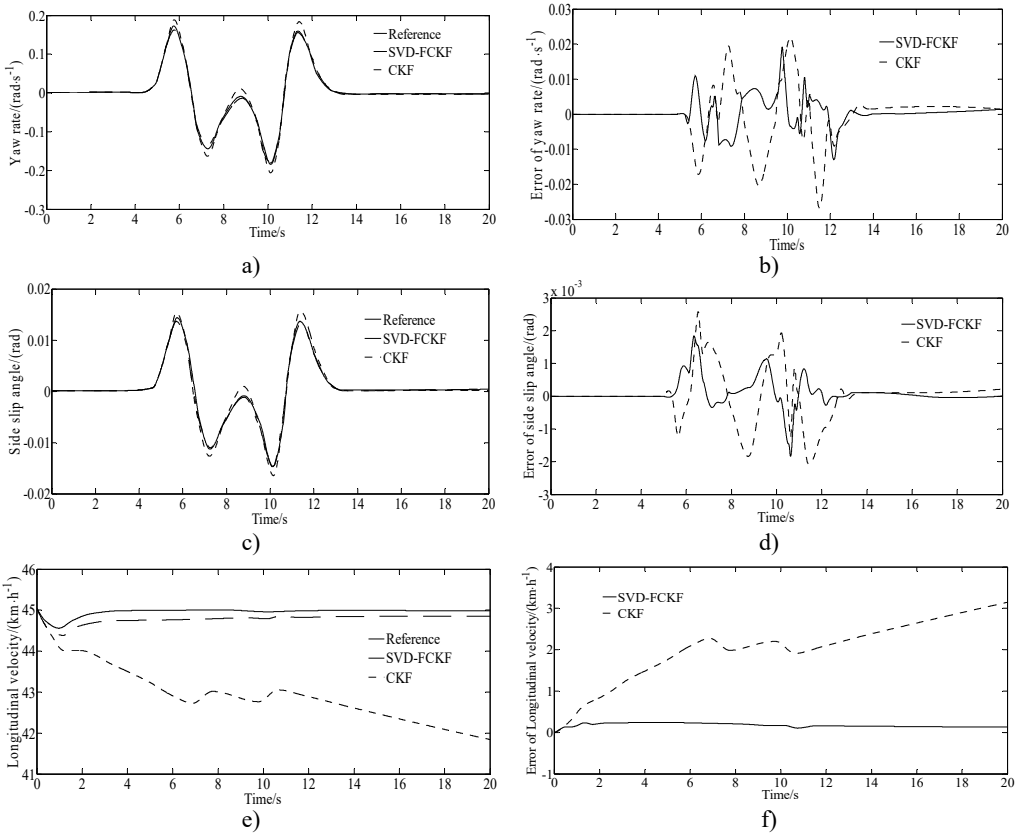 0.2
0.1
0
-0.1
-0.2
-0.3
Yaw rate/(rad·s-1)
Reference
SVD-FCKF
CKF
0 2 4 6 8 10 12 14 16 18 20
Time/s
a)
0.03
0.02
0.01
0
-0.01
-0.02
-0.03
Error of yaw rate/(rad·s-1)
SVD-FCKF
CKF
0 2 4 6 8 10 12 14 16 18 20
Time/s
b)
0.02
0.01
0
-0.01
-0.02
Side slip angle/(rad)
Reference
SVD-FCKF
CKF
0 2 4 6 8 10 12 14 16 18 20
Time/s
c)
x 10-3
3
2
1
0
-1
-2
-3
Error of side slip angle/(rad)
SVD-FCKF
CKF
0 2 4 6 8 10 12 14 16 18 20
Time/s
d)
46
45
44
43
42
41
Longitudinal velocity/(km·h-1)
Reference
SVD-FCKF
CKF
0 2 4 6 8 10 12 14 16 18 20
Time/s
e)
4
3
2
1
0
-1
Error of Longitudinal velocity/(km·h-1)
SVD-FCKF
CKF
0 2 4 6 8 10 12 14 16 18 20
Time/s
f)